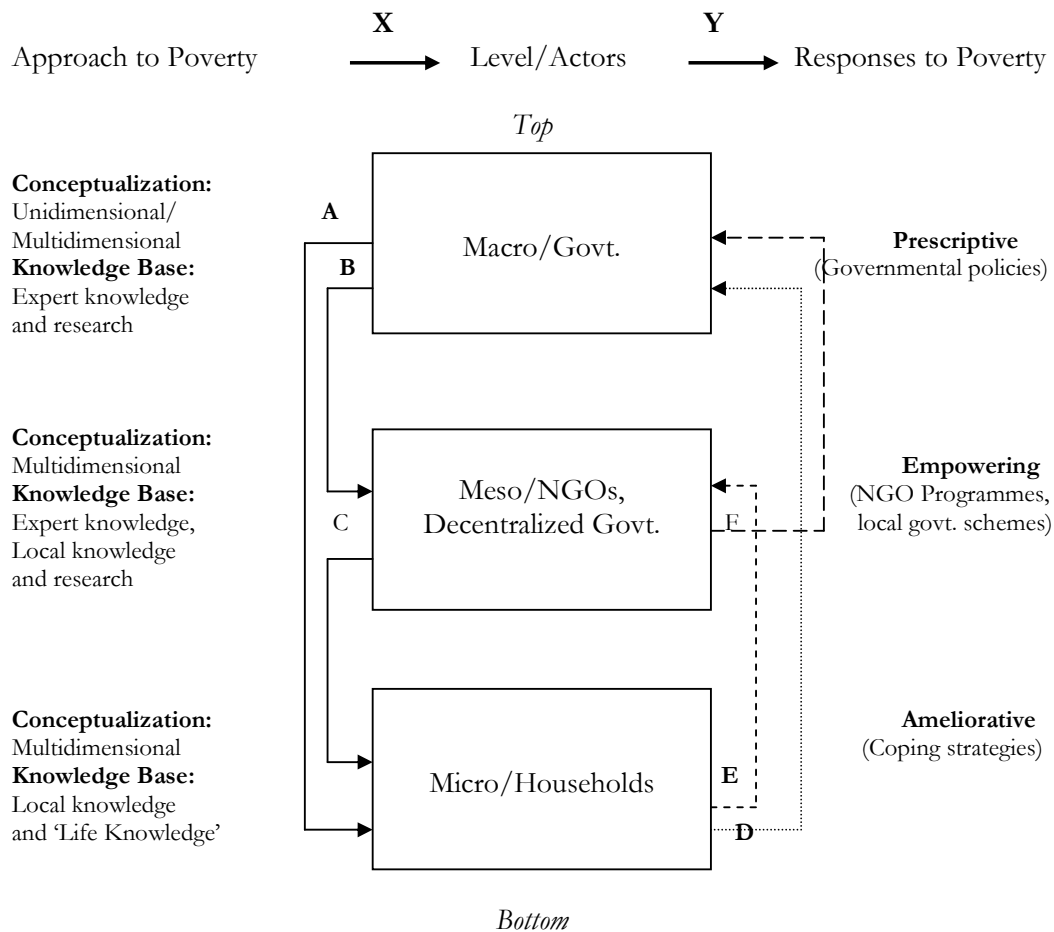 X Y
Approach to Poverty Level/Actors Responses to Poverty
Top
Conceptualization:
Unidimensional/
Multidimensional
Knowledge Base:
Expert knowledge
and research
A
B
Macro/Govt.
Prescriptive
(Governmental policies)
Conceptualization:
Multidimensional
Knowledge Base:
Expert knowledge,
Local knowledge
and research
C
Meso/NGOs,
Decentralized Govt.
Empowering
(NGO Programmes,
local govt. schemes)
Conceptualization:
Multidimensional
Knowledge Base:
Local knowledge
and ‘Life Knowledge’
Micro/Households
E
D
Ameliorative
(Coping strategies)
Bottom